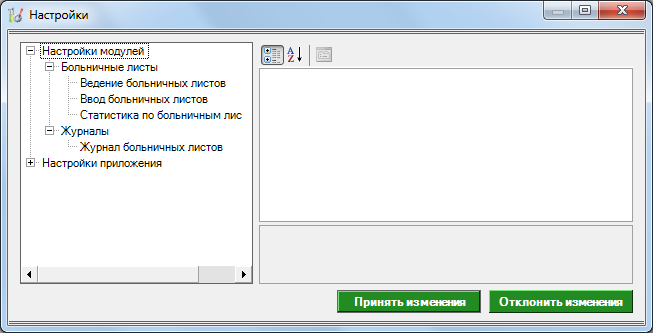 Настройки
Настройки модулей
Больничные листы
Ведение больничных листов
Ввод больничных листов
Статистика по больничным лис
Журналы
Журнал больничных листов
Настройки приложения
A
Z
Принять изменения
Отклонить изменения